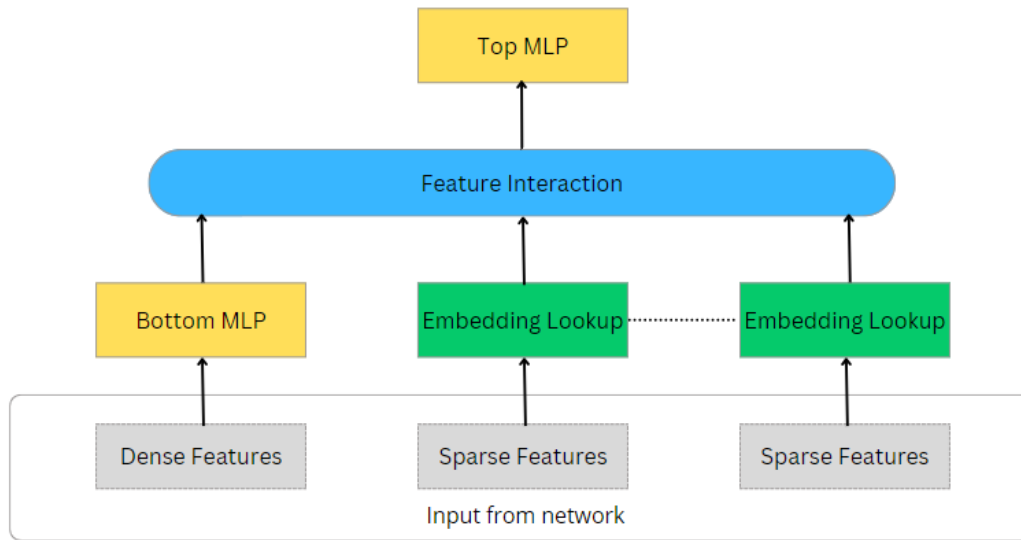 Top MLP
Feature Interaction
Bottom MLP
Embedding Lookup
Embedding Lookup
Dense Features
Sparse Features
Sparse Features
Input from network